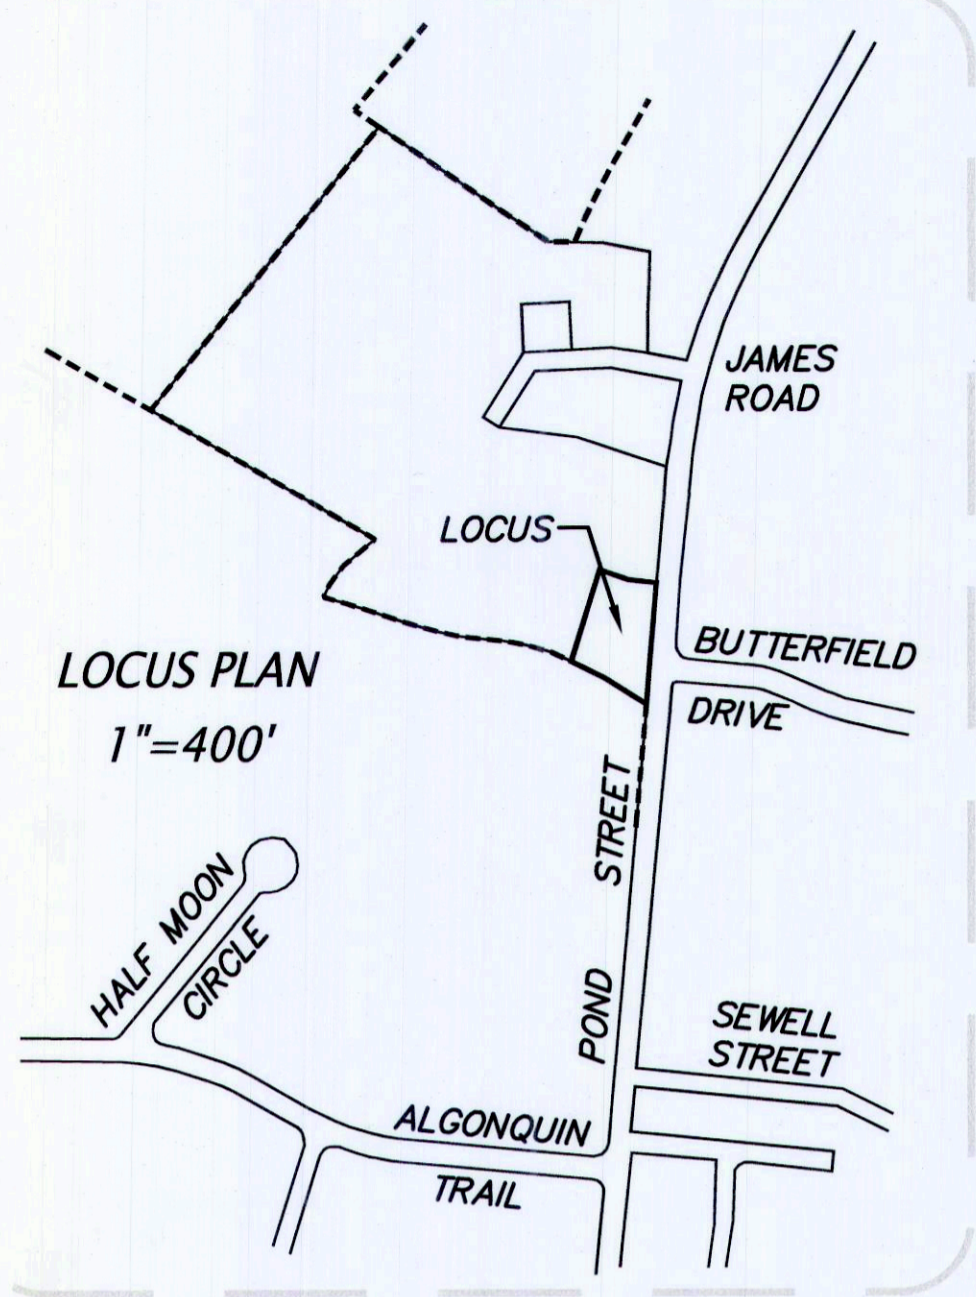 JAMES
ROAD
LOCUS
BUTTERFIELD
DRIVE
LOCUS PLAN
1"=400'
POND STREET
HALF MOON
CIRCLE
SEWELL
STREET
ALGONQUIN
TRAIL